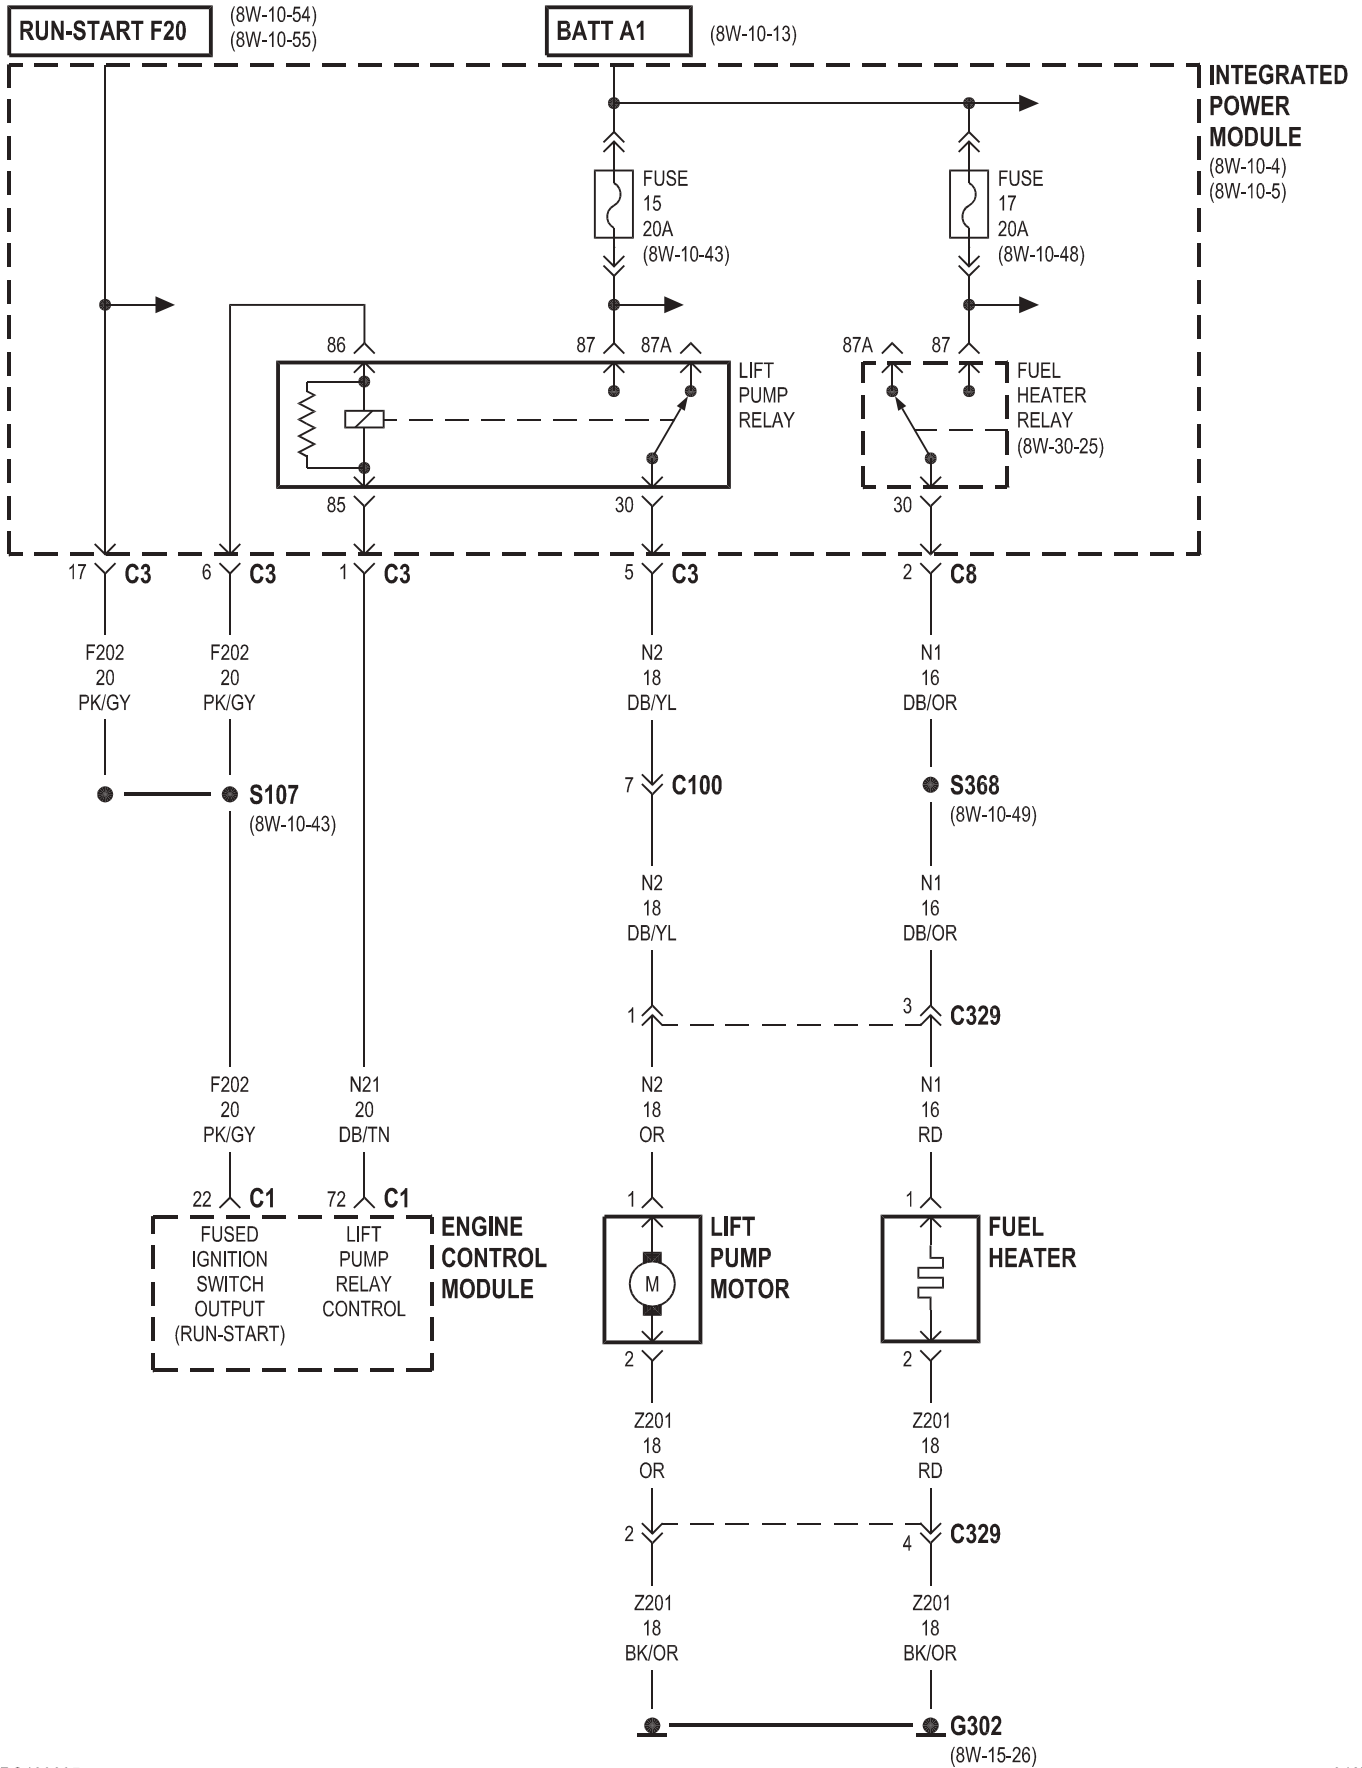 RUN-START F20
(8W-10-54)
(8W-10-55)
BATT A1
(8W-10-13)
INTEGRATED
POWER
MODULE
(8W-10-4)
(8W-10-5)
FUSE
15
20A
(8W-10-43)
FUSE
17
20A
(8W-10-48)
86
87
87A
87A
87
LIFT
PUMP
RELAY
FUEL
HEATER
RELAY
(8W-30-25)
85
30
30
17
C3
6
C3
1
C3
5
C3
2
C8
F202
20
PK/GY
F202
20
PK/GY
N2
18
DB/YL
N1
16
DB/OR
S107
(8W-10-43)
7
C100
S368
(8W-10-49)
N2
18
DB/YL
N1
16
DB/OR
1
3
C329
F202
20
PK/GY
N21
20
DB/TN
N2
18
OR
N1
16
RD
22
C1
72
C1
1
1
FUSED
IGNITION
SWITCH
OUTPUT
(RUN-START)
LIFT
PUMP
RELAY
CONTROL
ENGINE
CONTROL
MODULE
M
LIFT
PUMP
MOTOR
FUEL
HEATER
2
2
Z201
18
OR
Z201
18
RD
2
4
C329
Z201
18
BK/OR
Z201
18
BK/OR
G302
(8W-15-26)